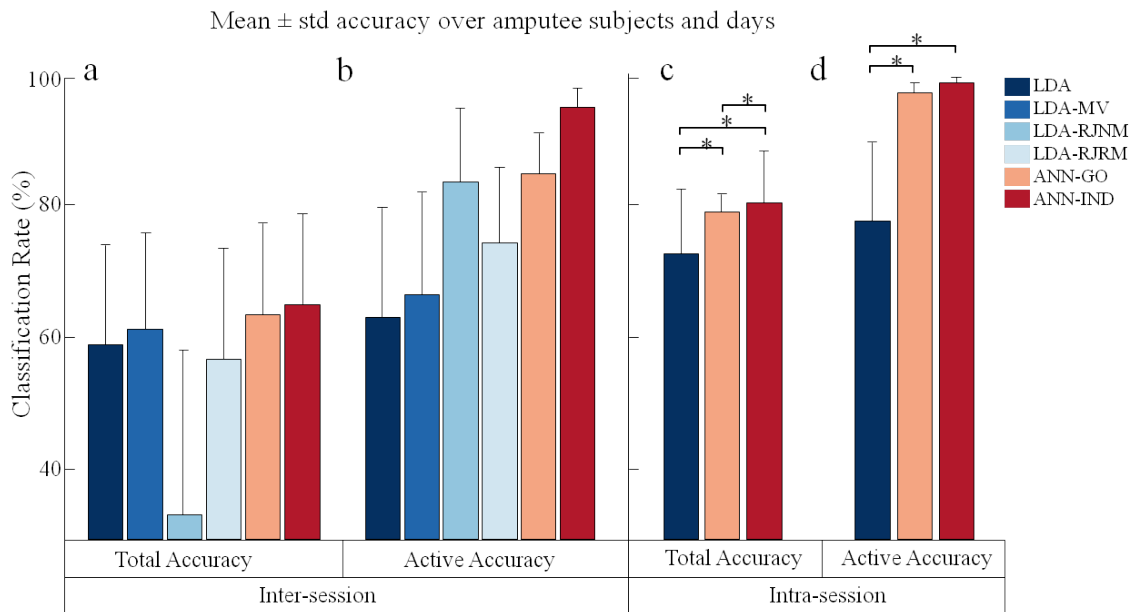 Mean ± std accuracy over amputee subjects and days
a
b
c
d
Classification Rate (%)
100
80
60
40
*
*
*
*
*
LDA
LDA-MV
LDA-RJNM
LDA-RJRM
ANN-GO
ANN-IND
Total Accuracy
Active Accuracy
Total Accuracy
Active Accuracy
Inter-session
Intra-session